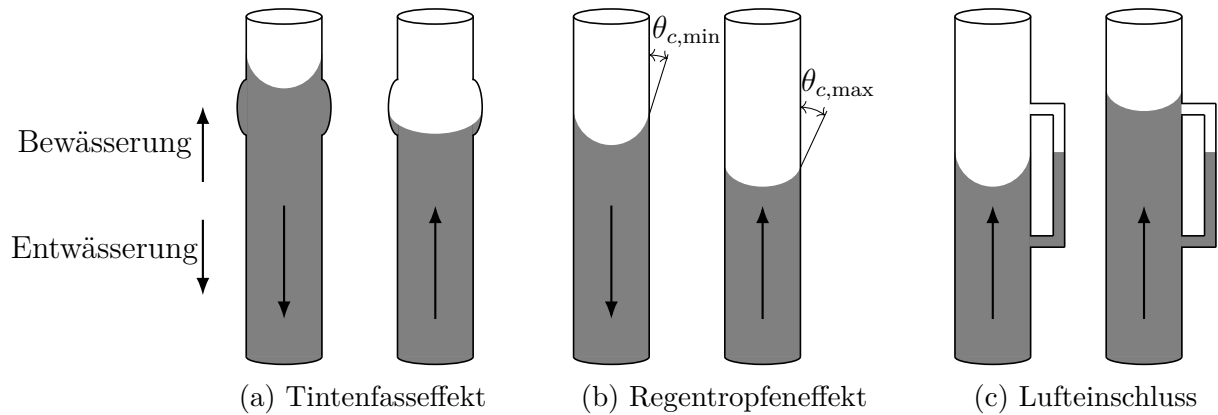 θc,min
θc,max
Bewässerung
Entwässerung
(a) Tintenfasseffekt
(b) Regentropfeneffekt
(c) Lufteinschluss